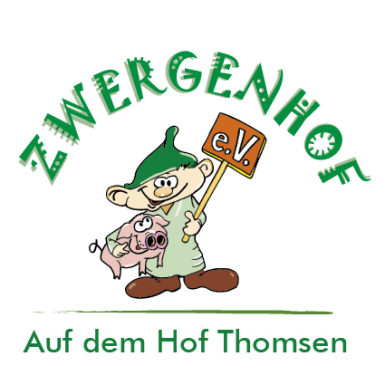 ZWERGENHOF
e.V.
Auf dem Hof Thomsen